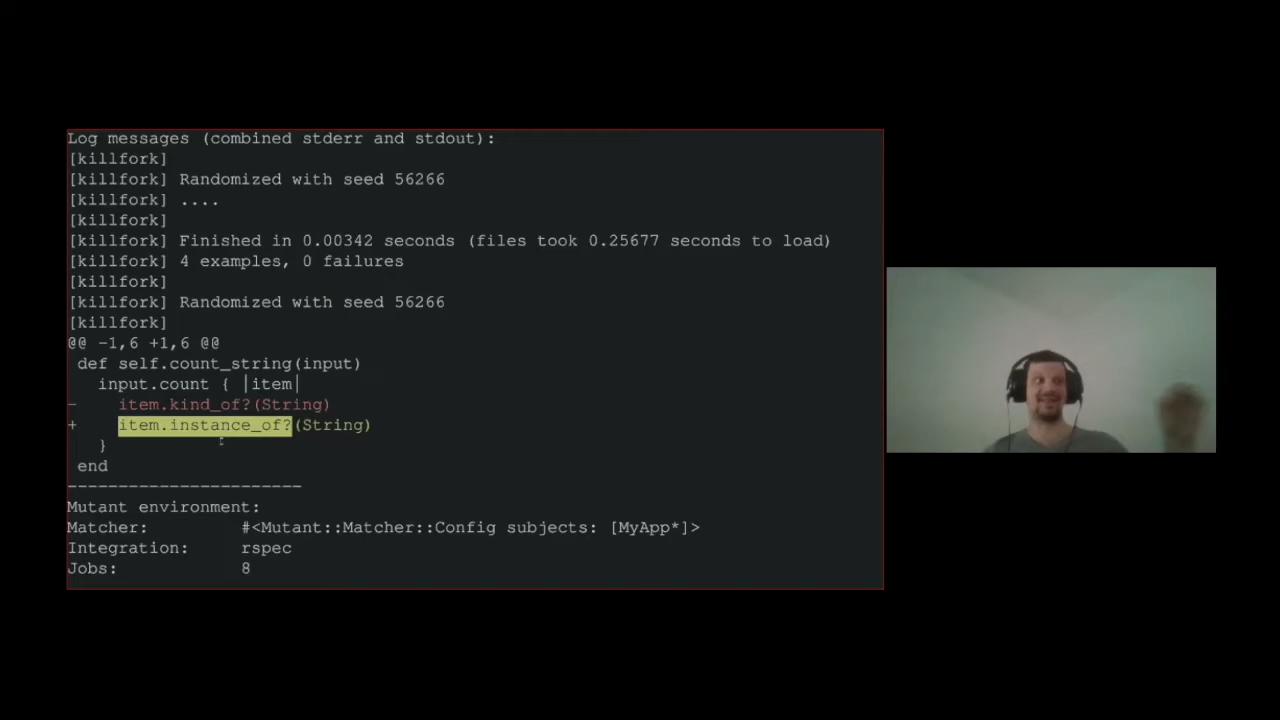 Log messages (combined stderr and stdout):
[killfork]
[killfork] Randomized with seed 56266
[killfork] ....
[killfork]
[killfork] Finished in 0.00342 seconds (files took 0.25677 seconds to load)
[killfork] 4 examples, 0 failures
[killfork]
[killfork] Randomized with seed 56266
[killfork]
@@ -1,6 +1,6 @@
 def self.count_string(input)
   input.count { |item|
-    item.kind_of?(String)
+    item.instance_of?(String)
   }
 end
-----------------------
Mutant environment:
Matcher:         #<Mutant::Matcher::Config subjects: [MyApp*]>
Integration:     rspec
Jobs:            8